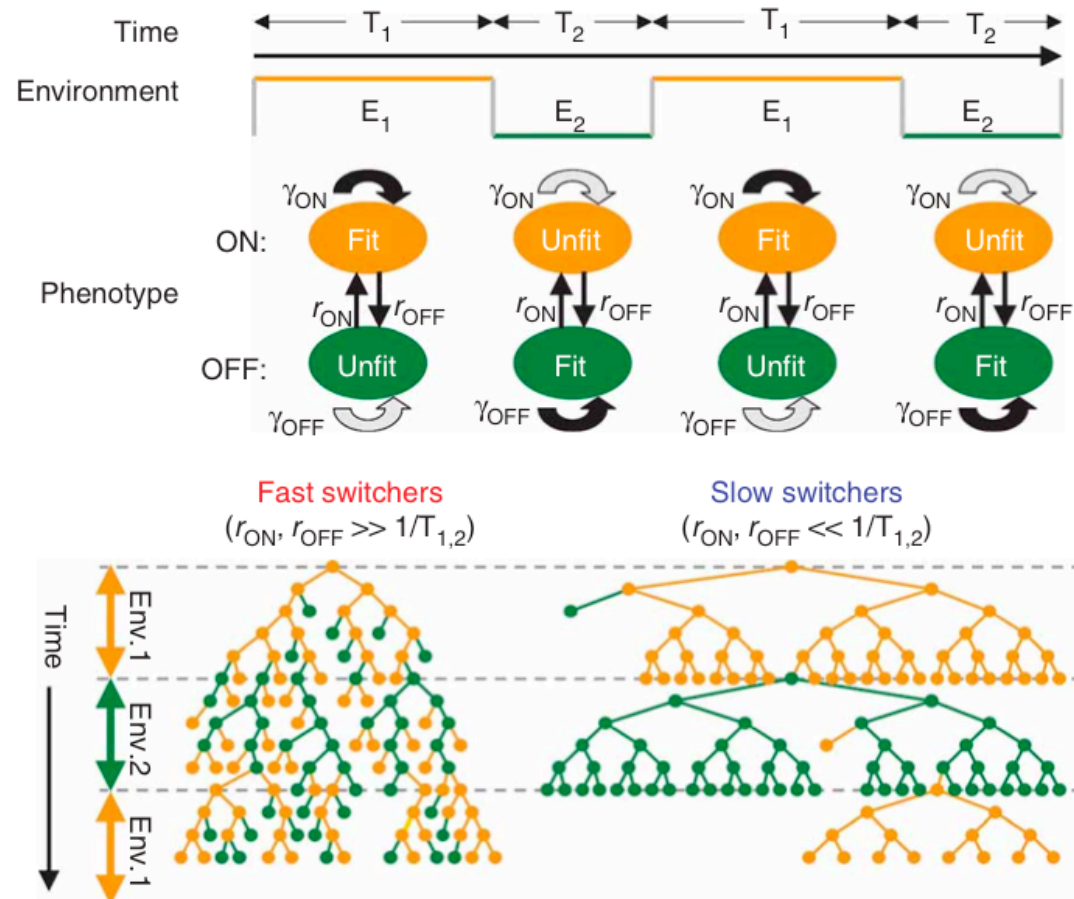 Time
T1 T2 T1 T2
Environment
E1 E2 E1 E2
γON γON γON γON
ON: Fit Unfit Fit Unfit
Phenotype
rON rOFF rON rOFF rON rOFF rON rOFF
OFF: Unfit Fit Unfit Fit
γOFF γOFF γOFF γOFF
Fast switchers Slow switchers
(rON, rOFF >> 1/T1,2) (rON, rOFF << 1/T1,2)
Time
Env.1
Env.2
Env.1